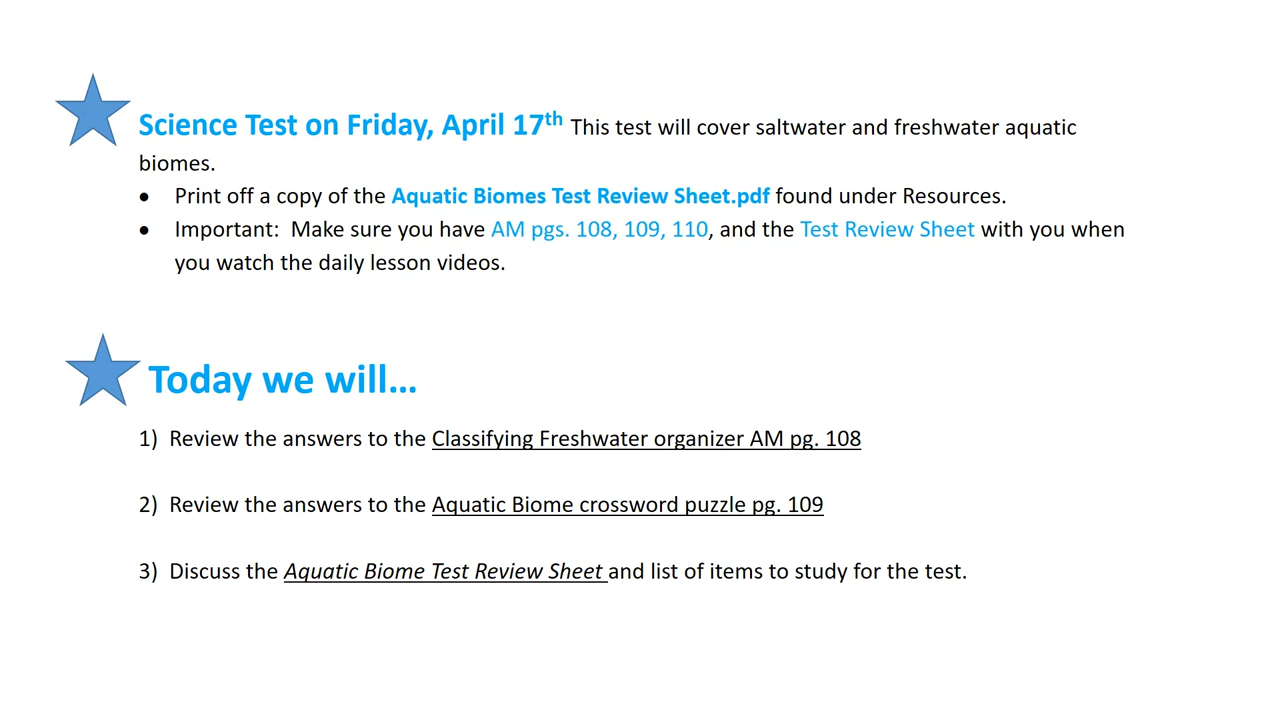 Science Test on Friday, April 17th This test will cover saltwater and freshwater aquatic
biomes.
• Print off a copy of the Aquatic Biomes Test Review Sheet.pdf found under Resources.
• Important:  Make sure you have AM pgs. 108, 109, 110, and the Test Review Sheet with you when
you watch the daily lesson videos.
Today we will…
1)  Review the answers to the Classifying Freshwater organizer AM pg. 108
2)  Review the answers to the Aquatic Biome crossword puzzle pg. 109
3)  Discuss the Aquatic Biome Test Review Sheet and list of items to study for the test.